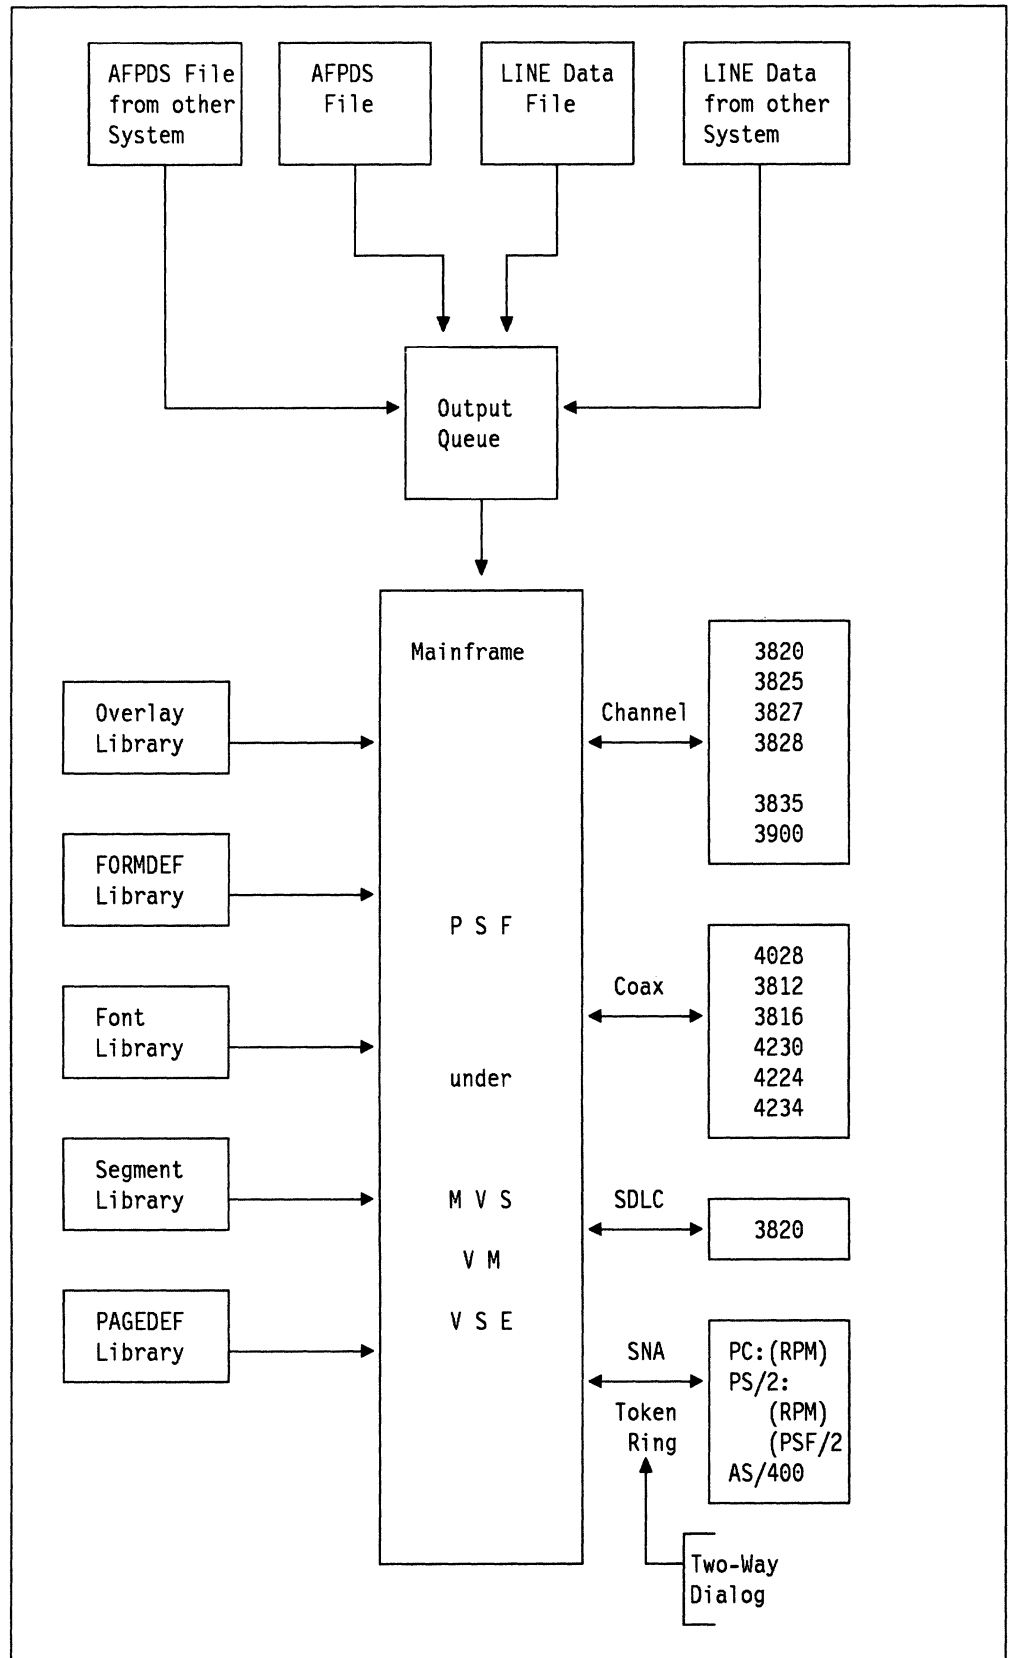 AFPDS File
from other
System
AFPDS
File
LINE Data
File
LINE Data
from other
System
Output
Queue
Mainframe
P S F
under
M V S
V M
V S E
Overlay
Library
FORMDEF
Library
Font
Library
Segment
Library
PAGEDEF
Library
Channel
3820
3825
3827
3828
3835
3900
Coax
4028
3812
3816
4230
4224
4234
SDLC
3820
SNA
Token
Ring
PC:(RPM)
PS/2:
(RPM)
(PSF/2
AS/400
Two-Way
Dialog